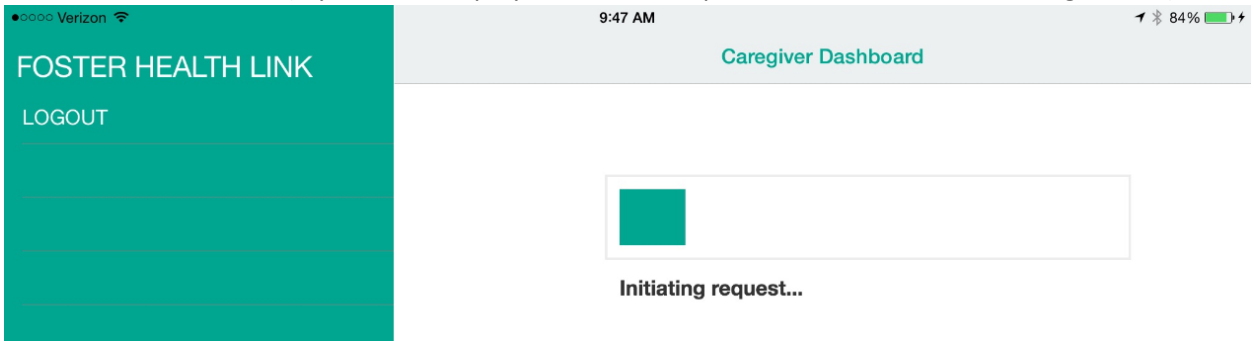 Verizon 9:47 AM 84%
FOSTER HEALTH LINK
Caregiver Dashboard
LOGOUT
Initiating request...